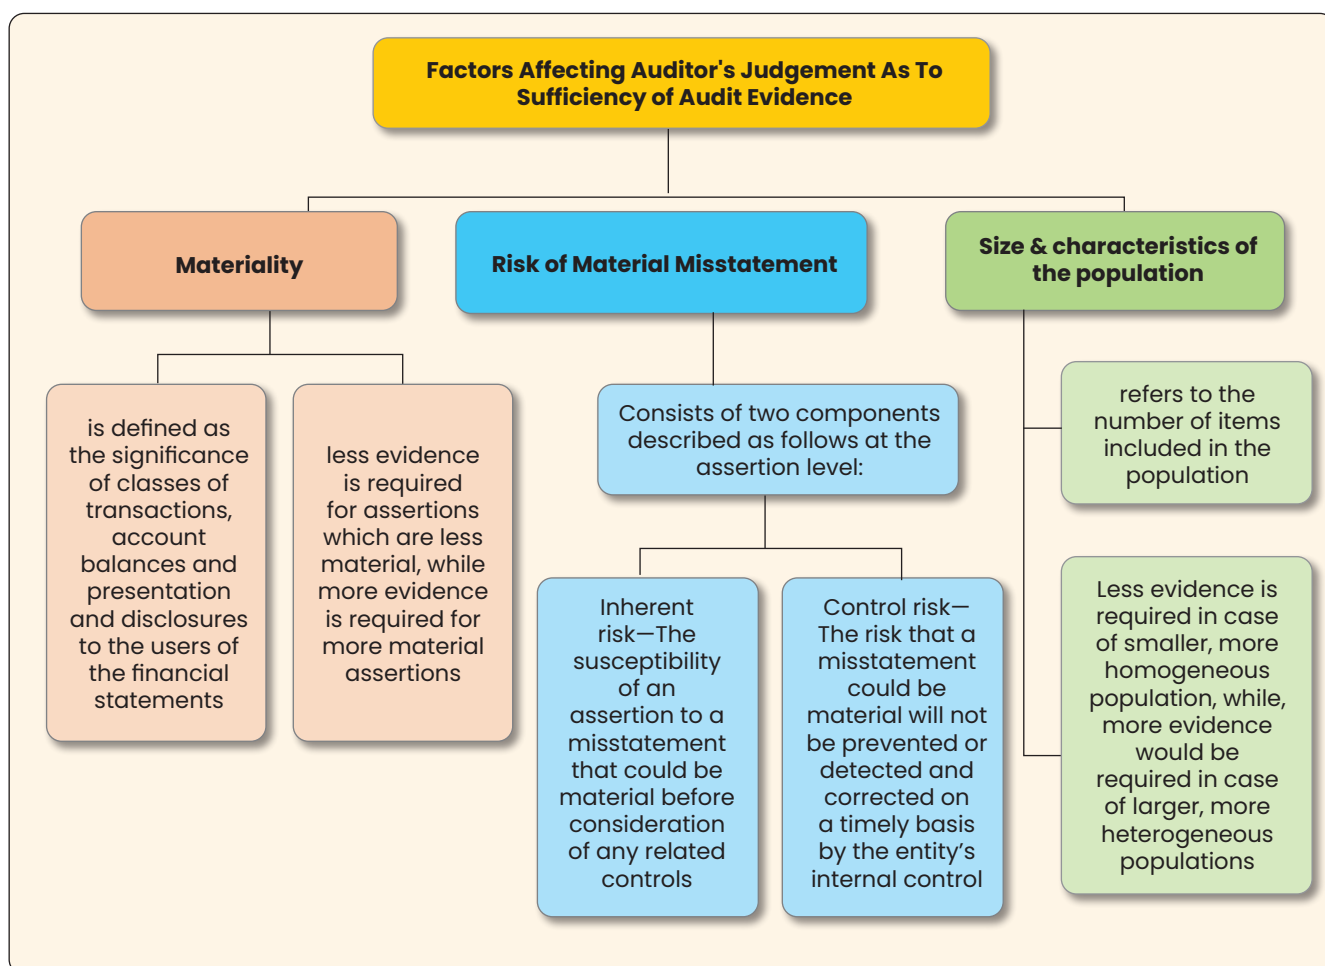 Factors Affecting Auditor's Judgement As To
Sufficiency of Audit Evidence
Materiality
is defined as
the significance
of classes of
transactions,
account
balances and
presentation
and disclosures
to the users of
the financial
statements
less evidence
is required
for assertions
which are less
material, while
more evidence
is required for
more material
assertions
Risk of Material Misstatement
Consists of two components
described as follows at the
assertion level:
Inherent
risk—The
susceptibility
of an
assertion to a
misstatement
that could be
material before
consideration
of any related
controls
Control risk—
The risk that a
misstatement
could be
material will not
be prevented or
detected and
corrected on
a timely basis
by the entity’s
internal control
Size & characteristics of
the population
refers to the
number of items
included in the
population
Less evidence is
required in case
of smaller, more
homogeneous
population, while,
more evidence
would be
required in case
of larger, more
heterogeneous
populations